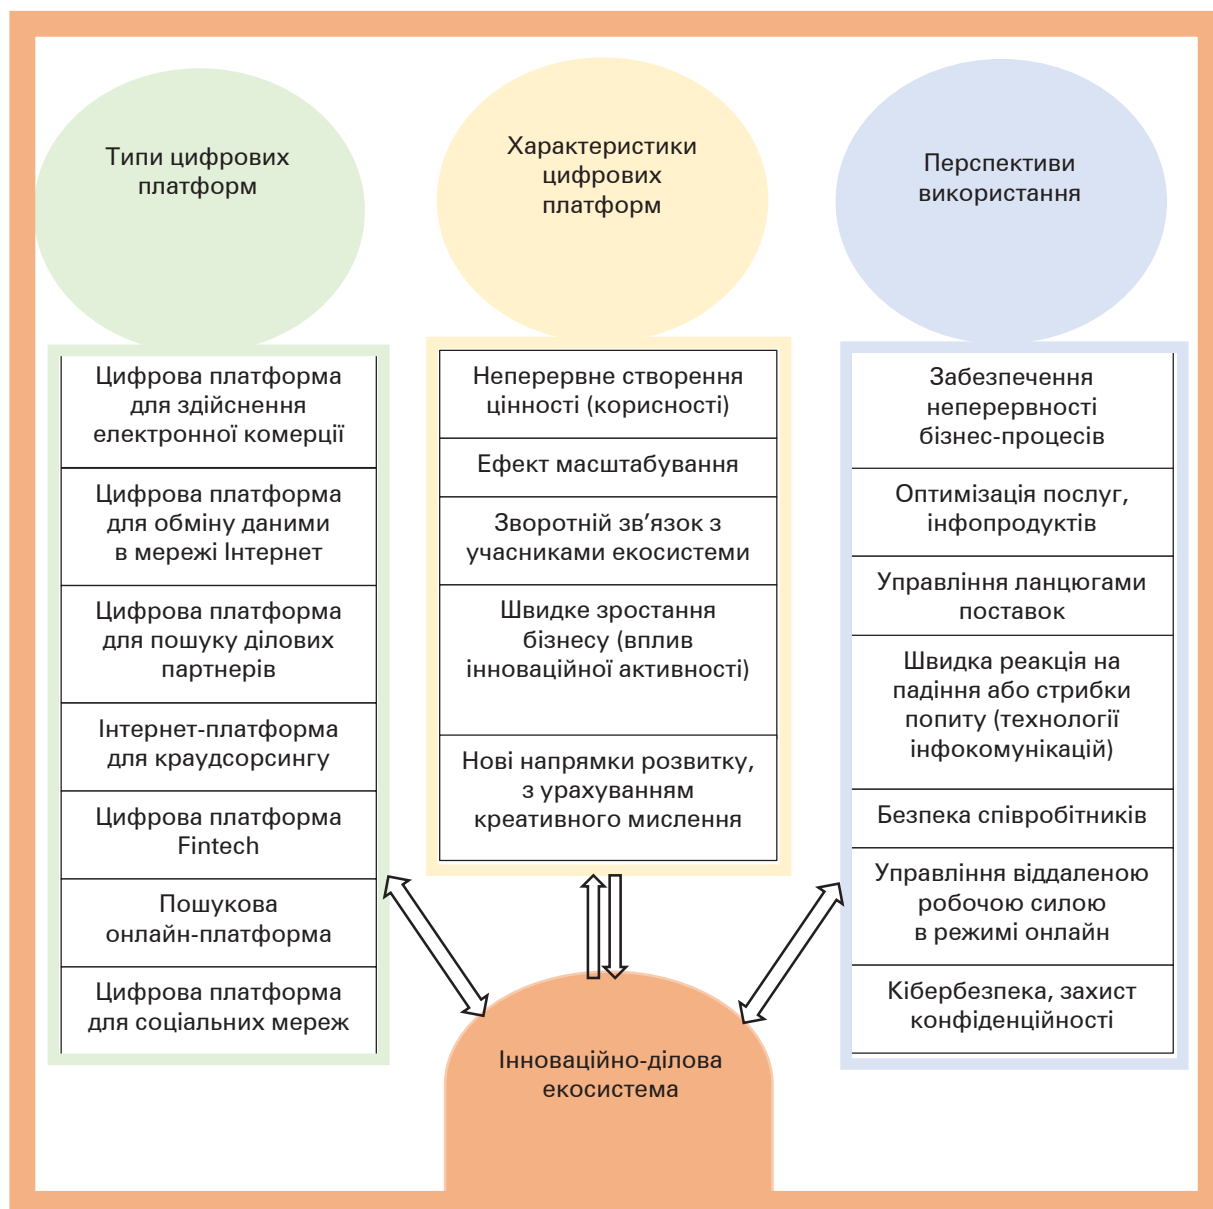 Типи цифрових
платформ
Цифрова платформа
для здійснення
електронної комерції
Цифрова платформа
для обміну даними
в мережі Інтернет
Цифрова платформа
для пошуку ділових
партнерів
Інтернет-платформа
для краудсорсингу
Цифрова платформа
Fintech
Пошукова
онлайн-платформа
Цифрова платформа
для соціальних мереж
Характеристики
цифрових
платформ
Неперервне створення
цінності (корисності)
Ефект масштабування
Зворотній зв’язок з
учасниками екосистеми
Швидке зростання
бізнесу (вплив
інноваційної активності)
Нові напрямки розвитку,
з урахуванням
креативного мислення
Перспективи
використання
Забезпечення
неперервності
бізнес-процесів
Оптимізація послуг,
інфопродуктів
Управління ланцюгами
поставок
Швидка реакція на
падіння або стрибки
попиту (технології
інфокомунікацій)
Безпека співробітників
Управління віддаленою
робочою силою
в режимі онлайн
Кібербезпека, захист
конфіденційності
Інноваційно-ділова
екосистема